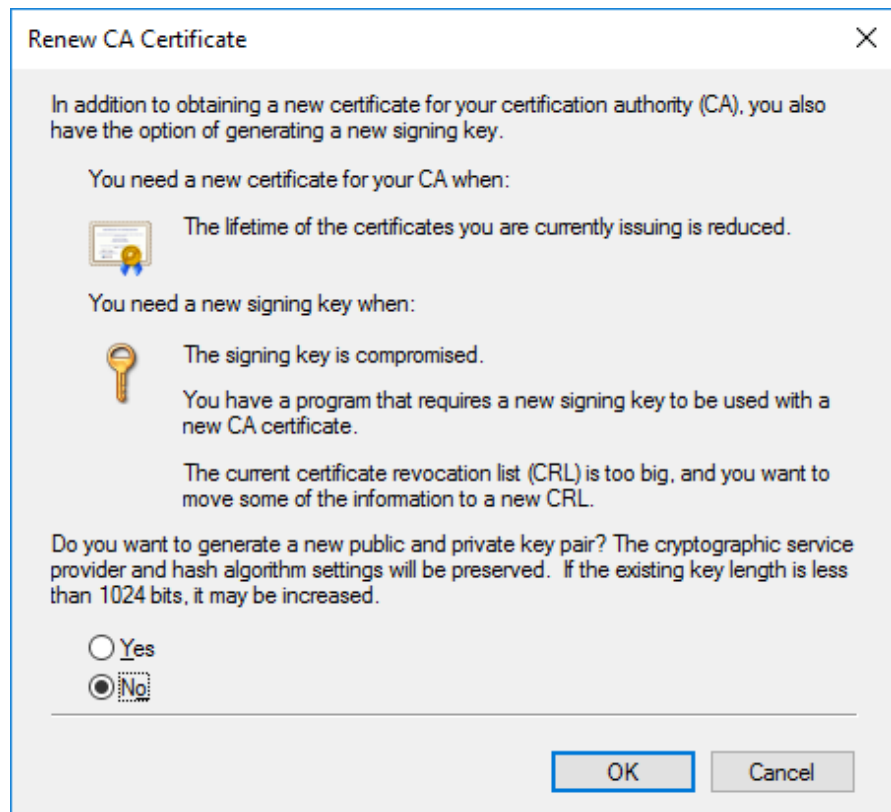 Renew CA Certificate
In addition to obtaining a new certificate for your certification authority (CA), you also
have the option of generating a new signing key.
You need a new certificate for your CA when:
The lifetime of the certificates you are currently issuing is reduced.
You need a new signing key when:
The signing key is compromised.
You have a program that requires a new signing key to be used with a
new CA certificate.
The current certificate revocation list (CRL) is too big, and you want to
move some of the information to a new CRL.
Do you want to generate a new public and private key pair? The cryptographic service
provider and hash algorithm settings will be preserved.  If the existing key length is less
than 1024 bits, it may be increased.
Yes
No
OK
Cancel